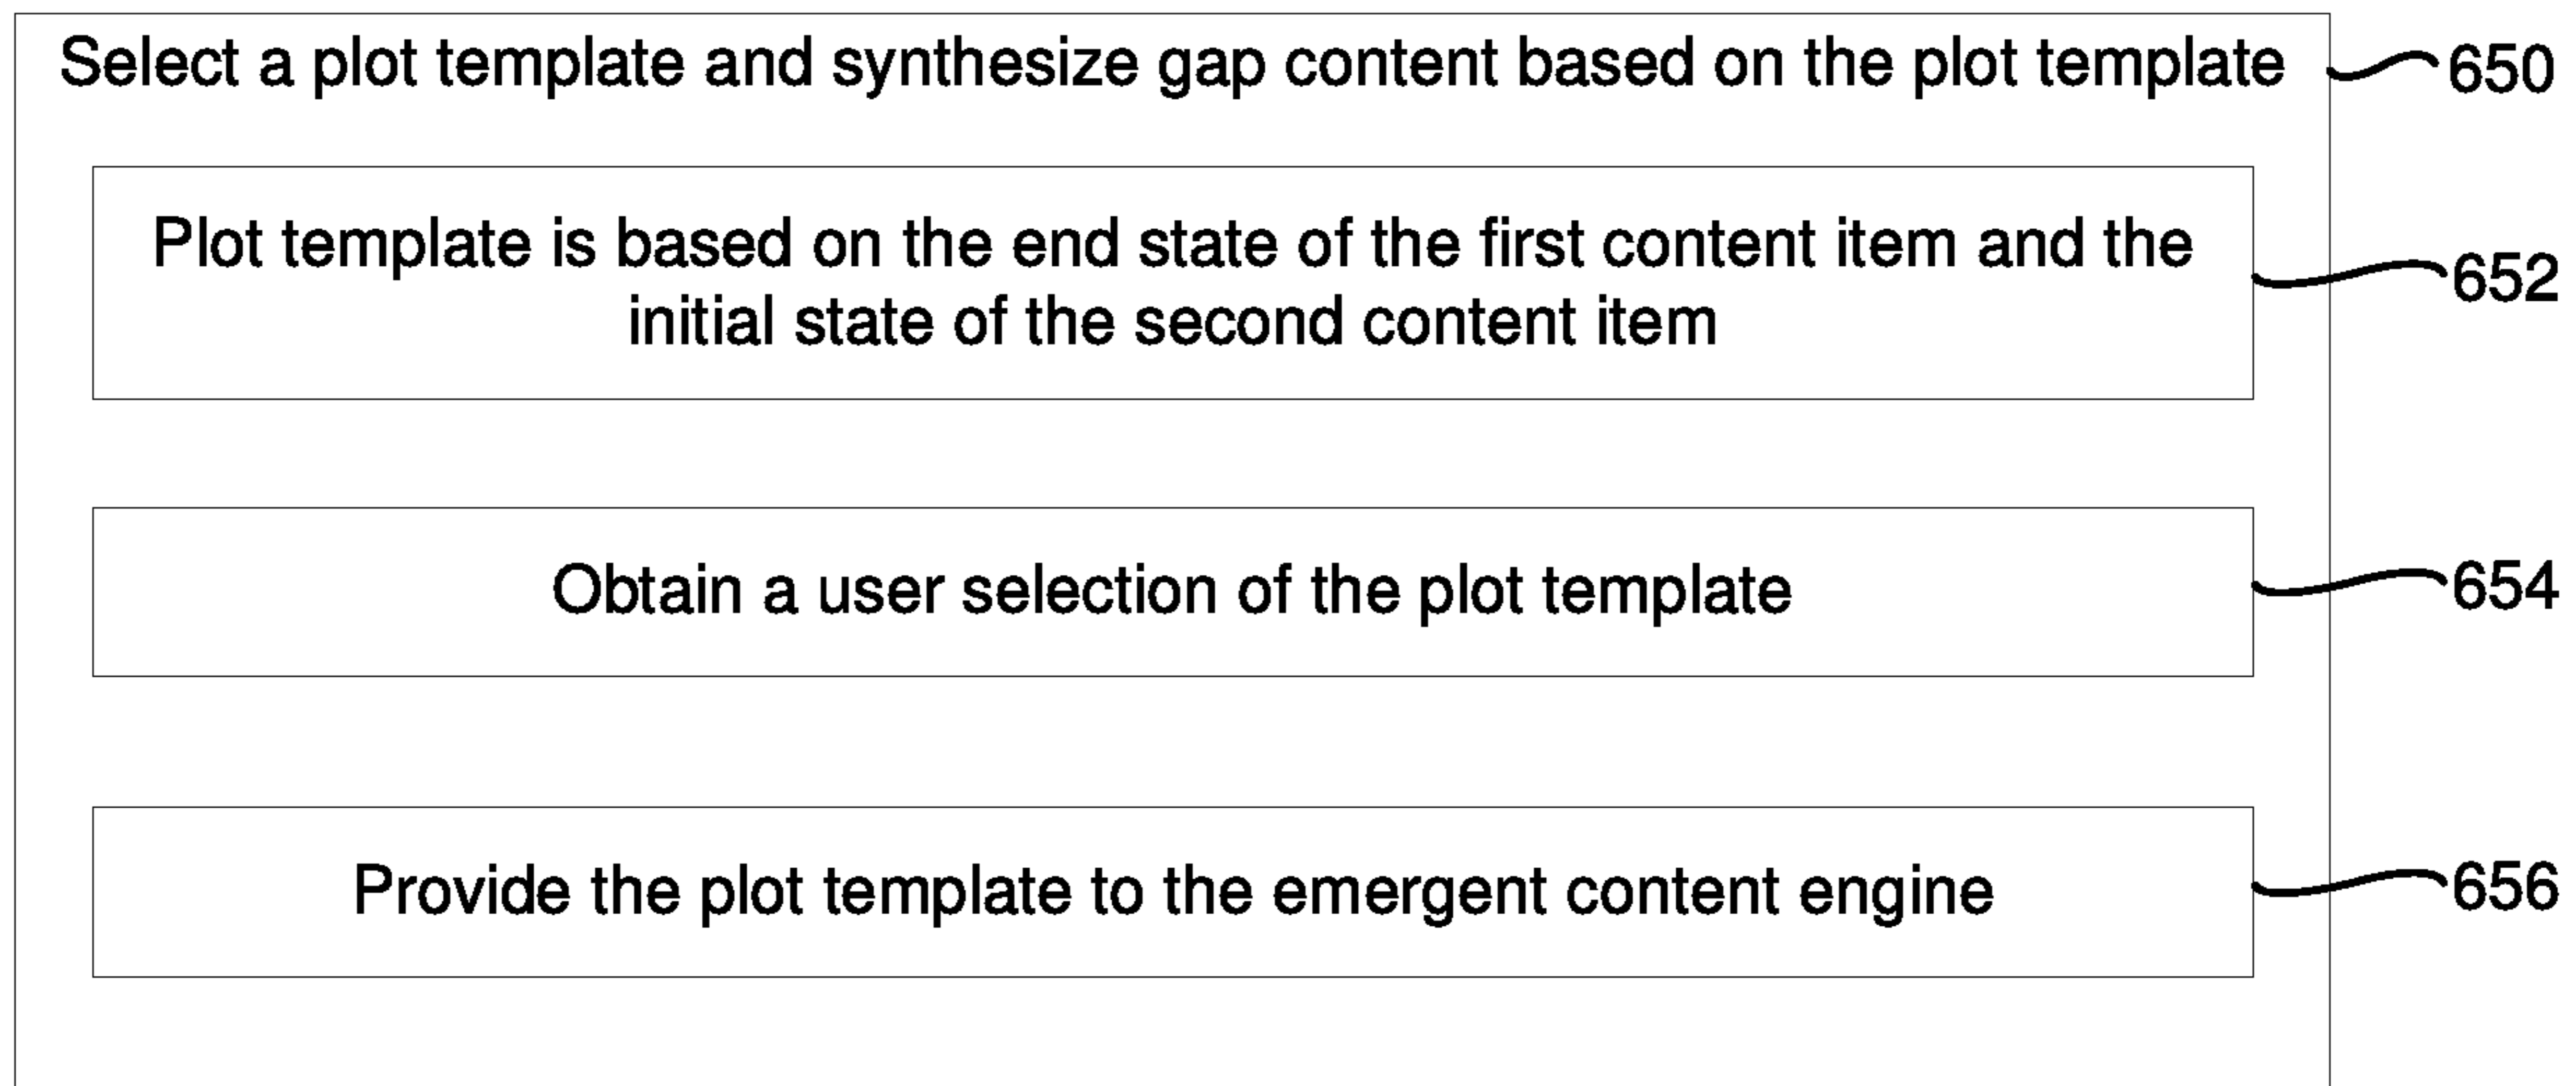 Select a plot template and synthesize gap content based on the plot template
650
Plot template is based on the end state of the first content item and the
initial state of the second content item
652
Obtain a user selection of the plot template
654
Provide the plot template to the emergent content engine
656